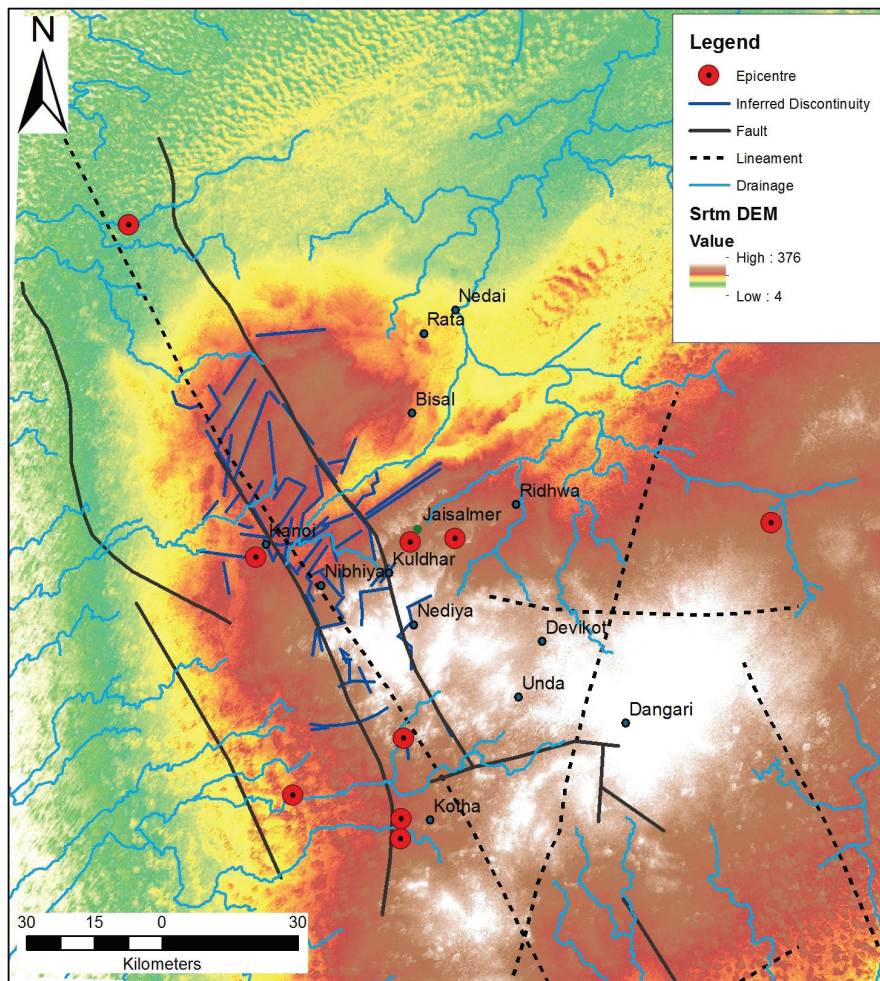 N
Legend
Epicentre
Inferred Discontinuity
Fault
Lineament
Drainage
Srtm DEM
Value
High : 376
Low : 4
Nedai
Rata
Bisal
Ridhwa
Jaisalmer
Kanoi
Kuldhar
Nibhiya
Nediya
Devikot
Unda
Dangari
Kotha
30 15 0 30
Kilometers